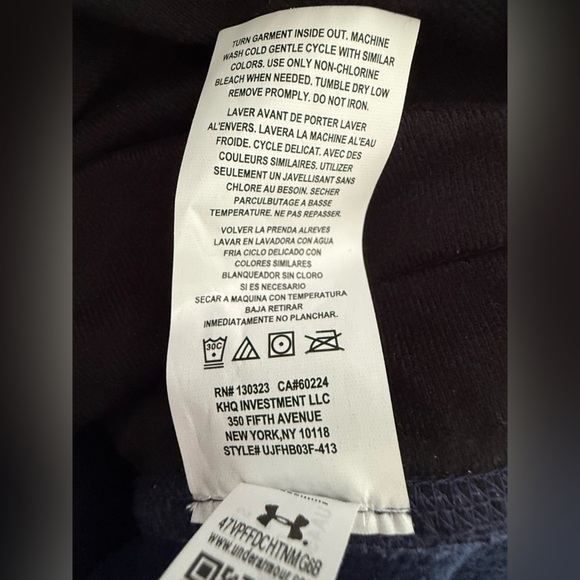 TURN GARMENT INSIDE OUT. MACHINE
WASH COLD GENTLE CYCLE WITH SIMILAR
COLORS. USE ONLY NON-CHLORINE
BLEACH WHEN NEEDED. TUMBLE DRY LOW
REMOVE PROMPLY. DO NOT IRON.
LAVER AVANT DE PORTER LAVER
AL'ENVERS. LAVERA LA MACHINE AL'EAU
FROIDE. CYCLE DELICAT. AVEC DES
COULEURS SIMILAIRES. UTILIZER
SEULEMENT UN JAVELLISANT SANS
CHLORE AU BESOIN. SECHER
PARCULBUTAGE A BASSE
TEMPERATURE. NE PAS REPASSER.
VOLVER LA PRENDA ALREVES
LAVAR EN LAVADORA CON AGUA
FRIA CICLO DELICADO CON
COLORES SIMILARES
BLANQUEADOR SIN CLORO
SI ES NECESARIO
SECAR A MAQUINA CON TEMPERATURA
BAJA RETIRAR
INMEDIATAMENTE NO PLANCHAR.
30C
RN# 130323 CA#60224
KHQ INVESTMENT LLC
350 FIFTH AVENUE
NEW YORK,NY 10118
STYLE# UJFHB03F-413
47VPFFDCHTNMG6B
www.underarmour.